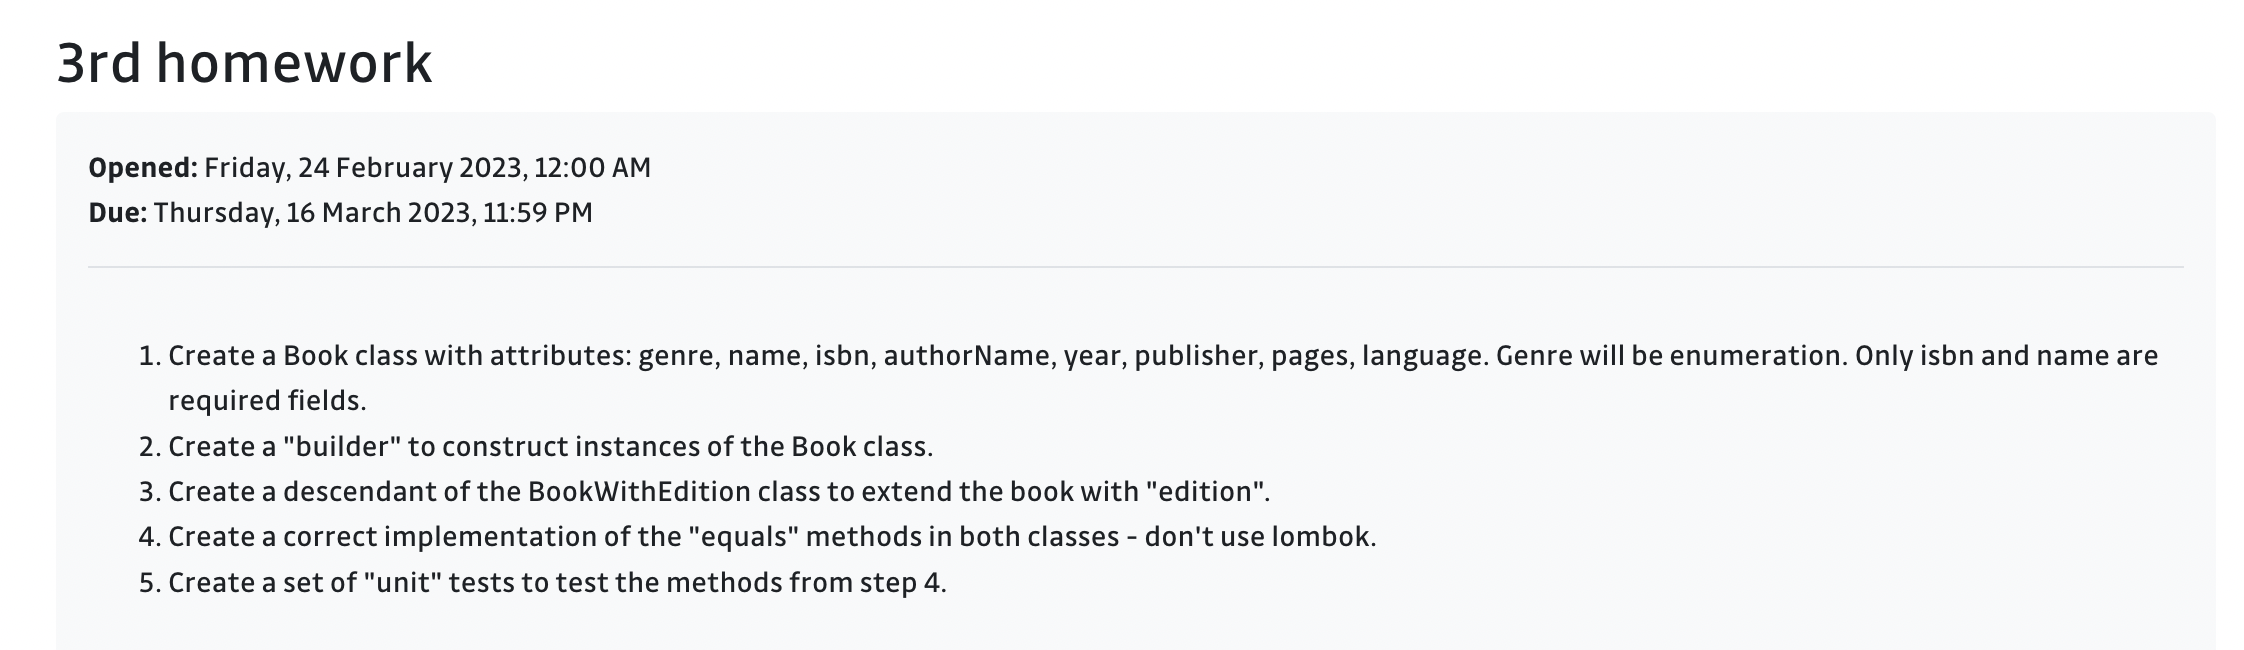 3rd homework
Opened: Friday, 24 February 2023, 12:00 AM
Due: Thursday, 16 March 2023, 11:59 PM
1. Create a Book class with attributes: genre, name, isbn, authorName, year, publisher, pages, language. Genre will be enumeration. Only isbn and name are
required fields.
2. Create a "builder" to construct instances of the Book class.
3. Create a descendant of the BookWithEdition class to extend the book with "edition".
4. Create a correct implementation of the "equals" methods in both classes - don't use lombok.
5. Create a set of "unit" tests to test the methods from step 4.